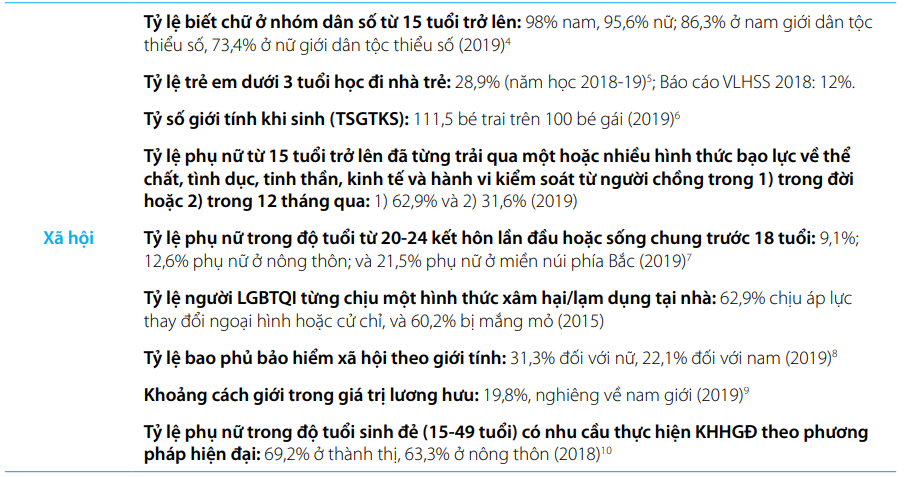 Tỷ lệ biết chữ ở nhóm dân số từ 15 tuổi trở lên: 98% nam, 95,6% nữ; 86,3% ở nam giới dân tộc
thiểu số, 73,4% ở nữ giới dân tộc thiểu số (2019)⁴
Tỷ lệ trẻ em dưới 3 tuổi học đi nhà trẻ: 28,9% (năm học 2018-19)⁵; Báo cáo VLHSS 2018: 12%.
Tỷ số giới tính khi sinh (TSGTKS): 111,5 bé trai trên 100 bé gái (2019)⁶
Tỷ lệ phụ nữ từ 15 tuổi trở lên đã từng trải qua một hoặc nhiều hình thức bạo lực về thể
chất, tình dục, tinh thần, kinh tế và hành vi kiểm soát từ người chồng trong 1) trong đời
hoặc 2) trong 12 tháng qua: 1) 62,9% và 2) 31,6% (2019)
Xã hội
Tỷ lệ phụ nữ trong độ tuổi từ 20-24 kết hôn lần đầu hoặc sống chung trước 18 tuổi: 9,1%;
12,6% phụ nữ ở nông thôn; và 21,5% phụ nữ ở miền núi phía Bắc (2019)⁷
Tỷ lệ người LGBTQI từng chịu một hình thức xâm hại/lạm dụng tại nhà: 62,9% chịu áp lực
thay đổi ngoại hình hoặc cử chỉ, và 60,2% bị mắng mỏ (2015)
Tỷ lệ bao phủ bảo hiểm xã hội theo giới tính: 31,3% đối với nữ, 22,1% đối với nam (2019)⁸
Khoảng cách giới trong giá trị lương hưu: 19,8%, nghiêng về nam giới (2019)⁹
Tỷ lệ phụ nữ trong độ tuổi sinh đẻ (15-49 tuổi) có nhu cầu thực hiện KHHGĐ theo phương
pháp hiện đại: 69,2% ở thành thị, 63,3% ở nông thôn (2018)¹⁰